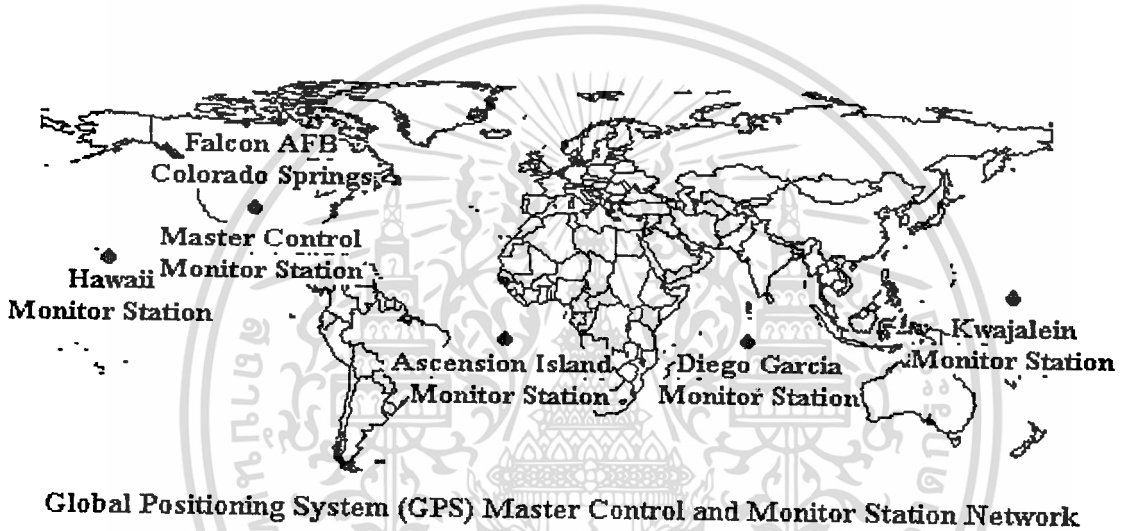 Falcon AFB
Colorado Springs
Master Control
Monitor Station
Hawaii
Monitor Station
Ascension Island
Monitor Station
Diego Garcia
Monitor Station
Kwajalein
Monitor Station
Global Positioning System (GPS) Master Control and Monitor Station Network